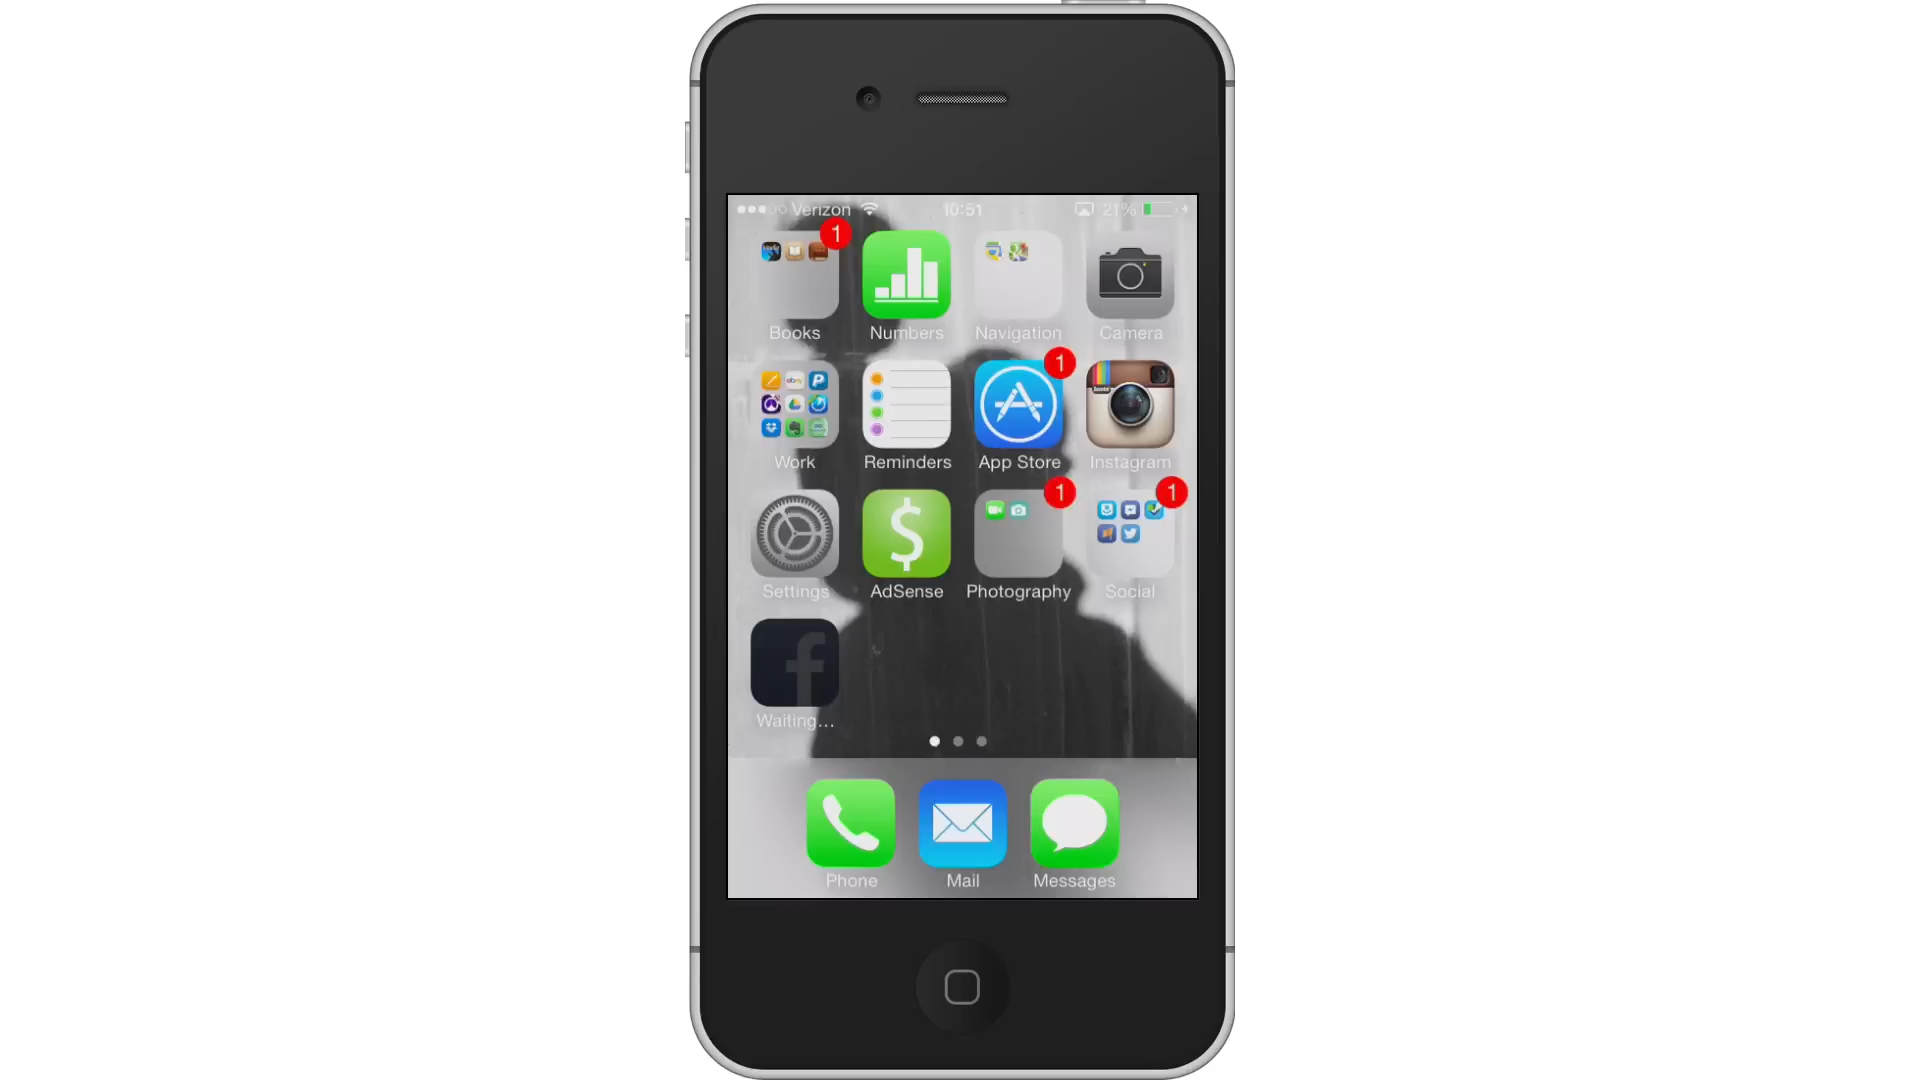 Verizon 10:51 21%
1
Books Numbers Navigation Camera
1
Work Reminders App Store Instagram
1 1
Settings AdSense Photography Social
Waiting...
Phone Mail Messages